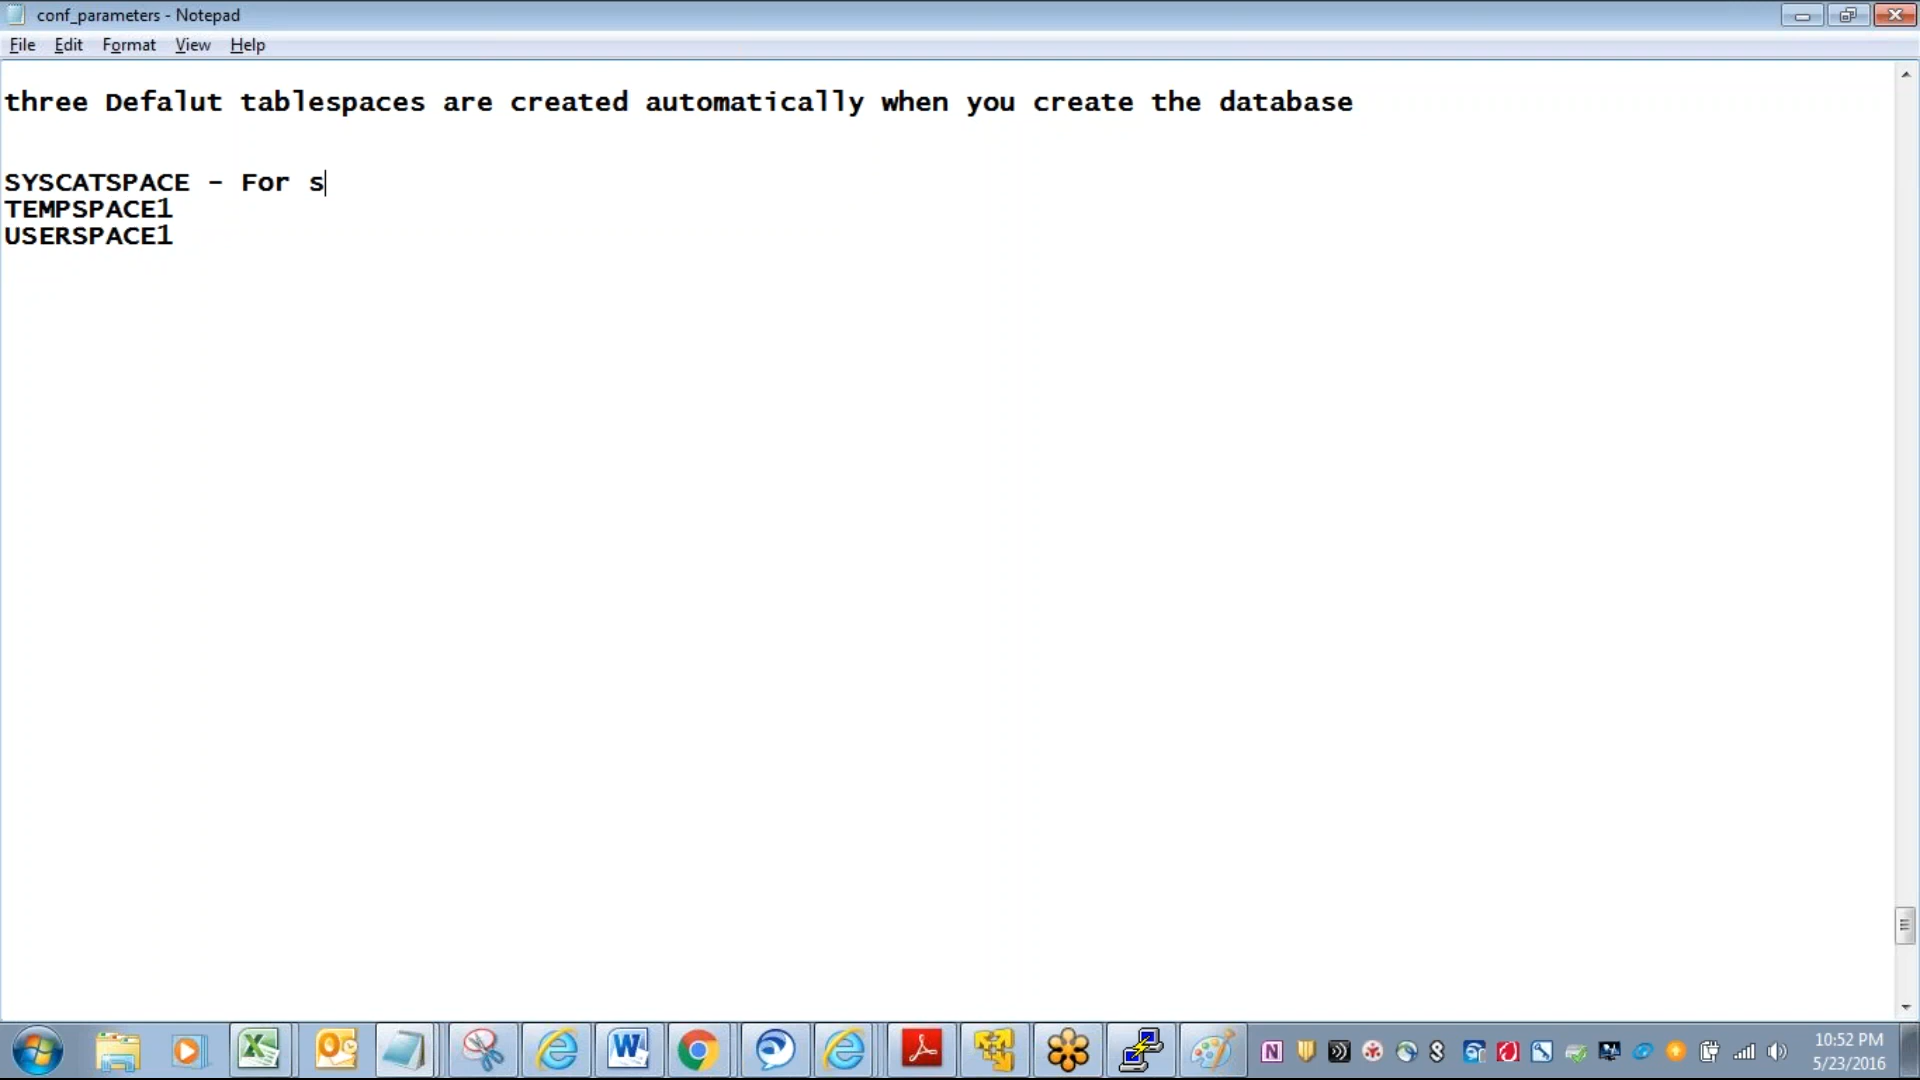 conf_parameters - Notepad
File Edit Format View Help
three Defalut tablespaces are created automatically when you create the database
SYSCATSPACE - For s
TEMPSPACE1
USERSPACE1
10:52 PM
5/23/2016